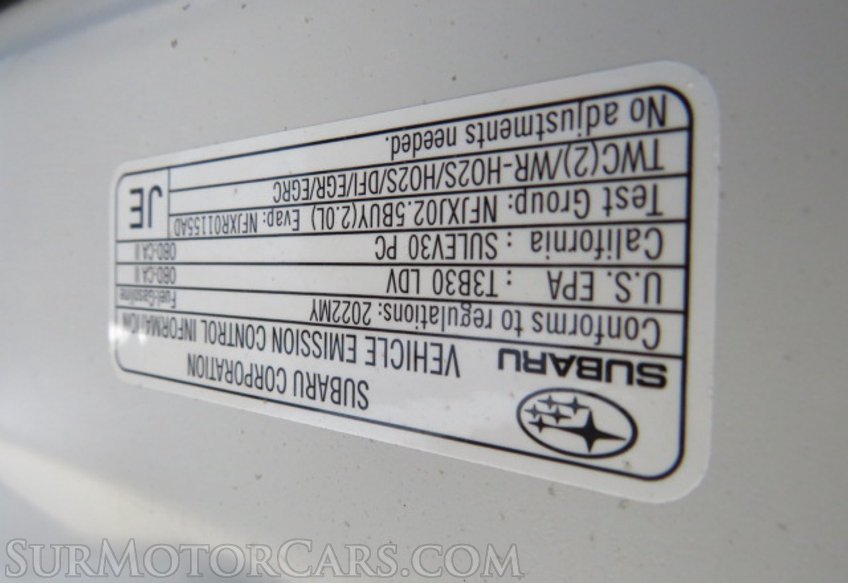 SUBARU CORPORATION
SUBARU
VEHICLE EMISSION CONTROL INFORMATION
Conforms to regulations: 2022MY Fuel:Gasoline
U.S. EPA : T3B30 LDV OBD-CA II
California : SULEV30 PC OBD-CA II
Test Group: NFJXJ02.5BUY(2.0L) Evap: NFJXR0115SAD
TWC(2)/WR-HO2S/HO2S/DFI/EGR/EGRC
No adjustments needed.
JE
SURMOTORCARS.COM